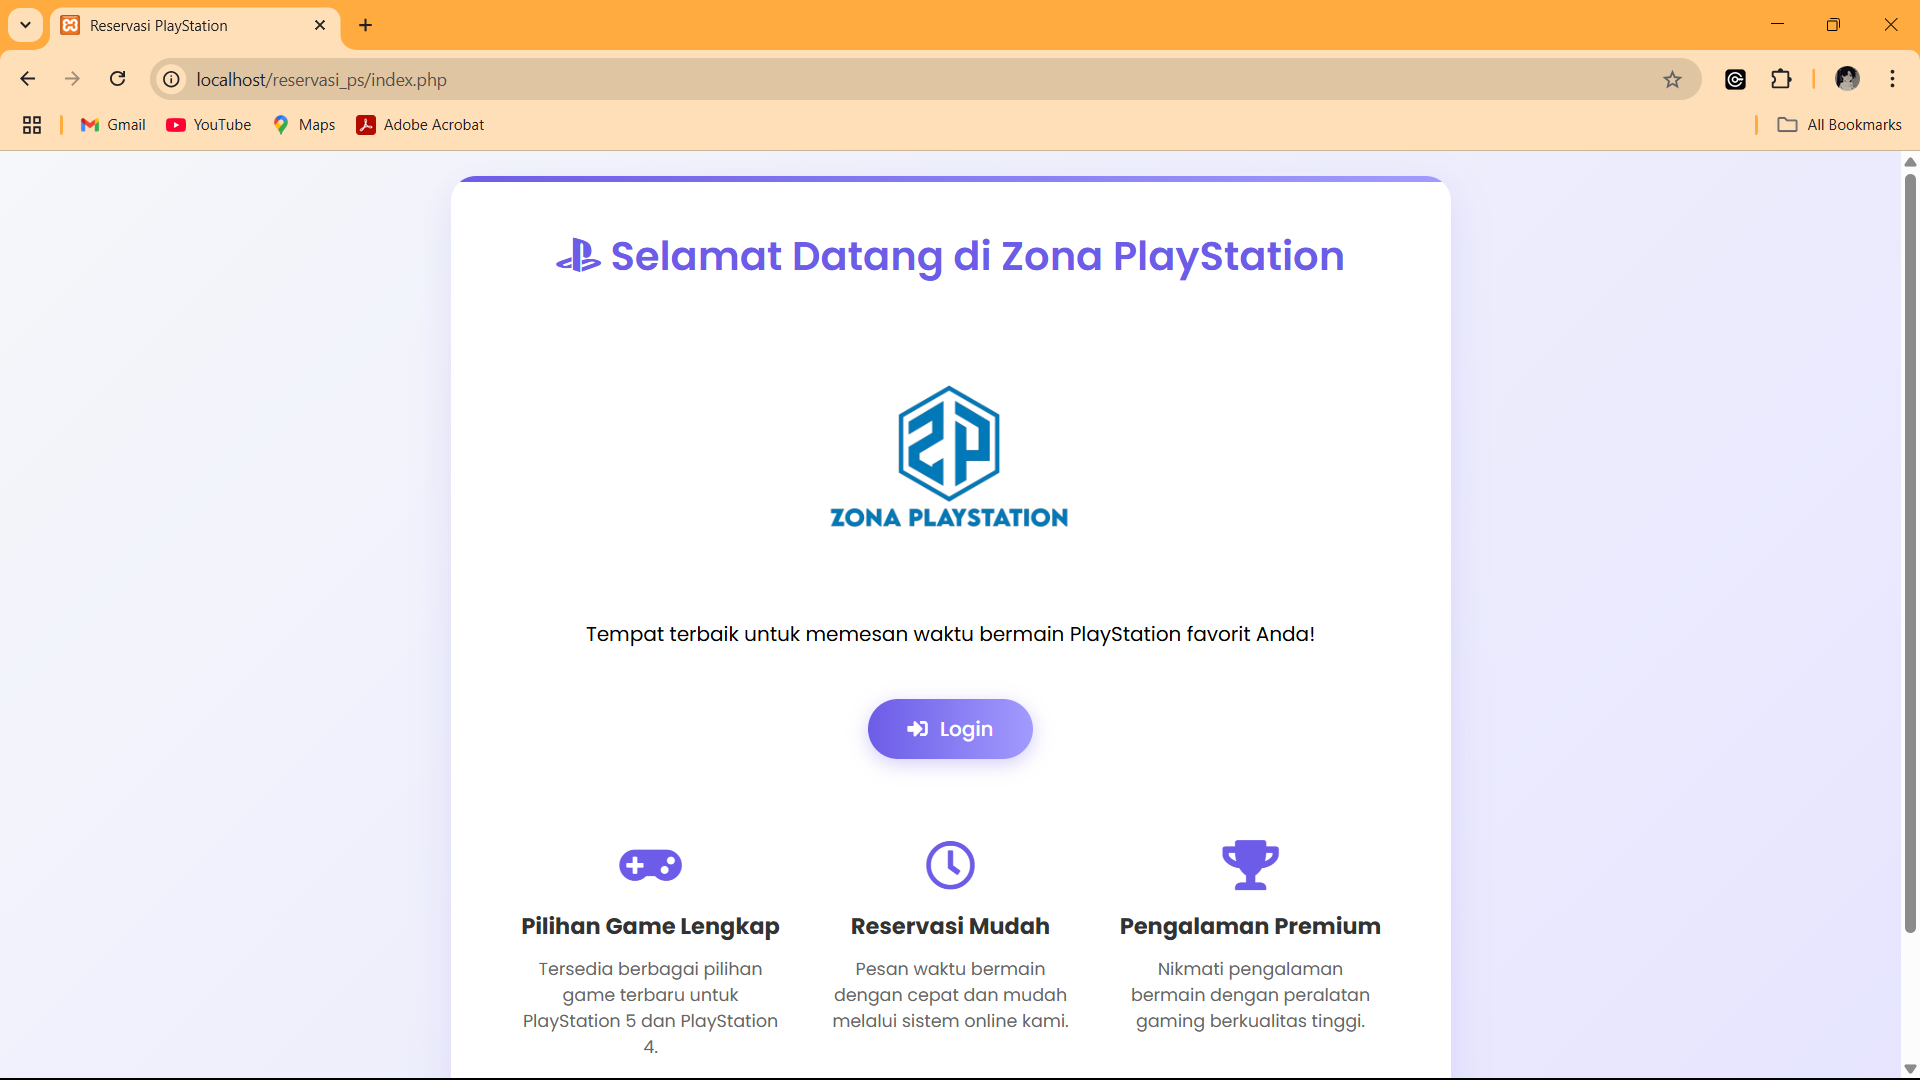 Reservasi PlayStation
localhost/reservasi_ps/index.php
Gmail YouTube Maps Adobe Acrobat All Bookmarks
Selamat Datang di Zona PlayStation
ZP
ZONA PLAYSTATION
Tempat terbaik untuk memesan waktu bermain PlayStation favorit Anda!
Login
Pilihan Game Lengkap
Tersedia berbagai pilihan
game terbaru untuk
PlayStation 5 dan PlayStation
4.
Reservasi Mudah
Pesan waktu bermain
dengan cepat dan mudah
melalui sistem online kami.
Pengalaman Premium
Nikmati pengalaman
bermain dengan peralatan
gaming berkualitas tinggi.